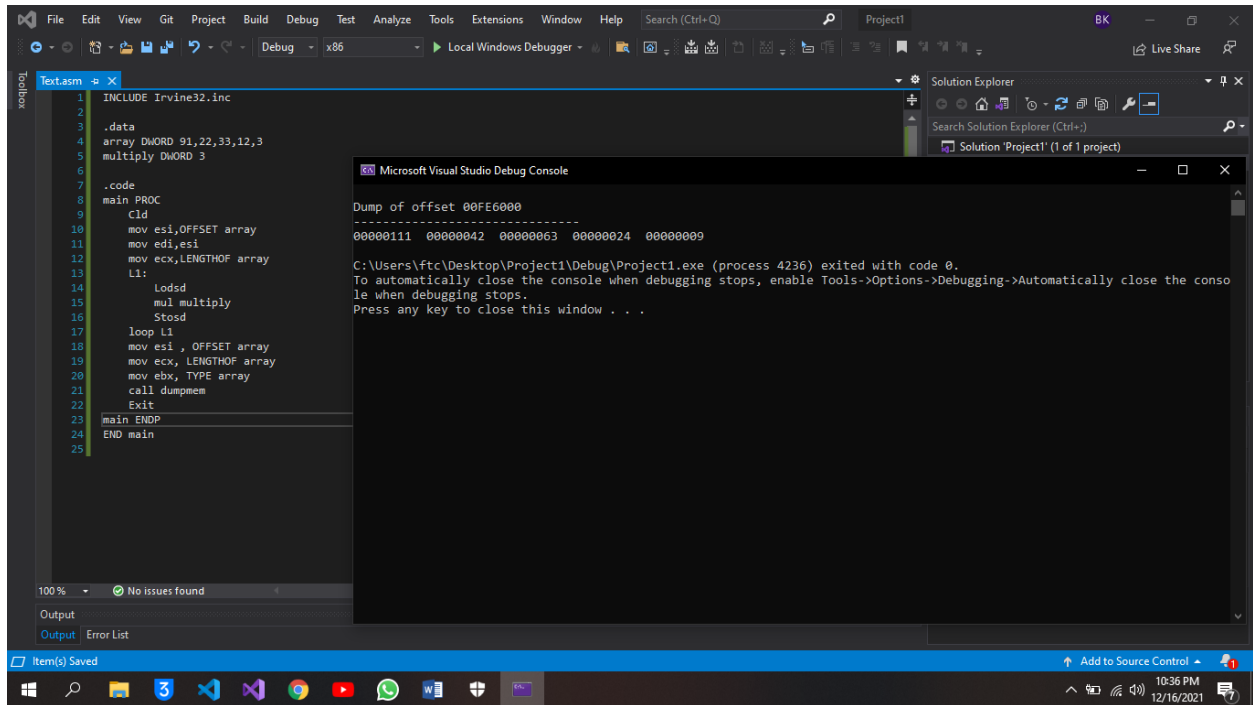 File Edit View Git Project Build Debug Test Analyze Tools Extensions Window Help Search (Ctrl+Q) Project1 BK
Debug x86 Local Windows Debugger Live Share
Toolbox
Text.asm
Solution Explorer
Search Solution Explorer (Ctrl+;)
Solution 'Project1' (1 of 1 project)
1 INCLUDE Irvine32.inc
2
3 .data
4 array DWORD 91,22,33,12,3
5 multiply DWORD 3
6
7 .code
8 main PROC
9 Cld
10 mov esi,OFFSET array
11 mov edi,esi
12 mov ecx,LENGTHOF array
13 L1:
14 Lodsd
15 mul multiply
16 Stosd
17 loop L1
18 mov esi , OFFSET array
19 mov ecx, LENGTHOF array
20 mov ebx, TYPE array
21 call dumpmem
22 Exit
23 main ENDP
24 END main
25
Microsoft Visual Studio Debug Console
Dump of offset 00FE6000
-------------------------------
00000111 00000042 00000063 00000024 00000009
C:\Users\ftc\Desktop\Project1\Debug\Project1.exe (process 4236) exited with code 0.
To automatically close the console when debugging stops, enable Tools->Options->Debugging->Automatically close the conso
le when debugging stops.
Press any key to close this window . . .
100 % No issues found
Output
Output Error List
Item(s) Saved Add to Source Control 1
10:36 PM
12/16/2021
7